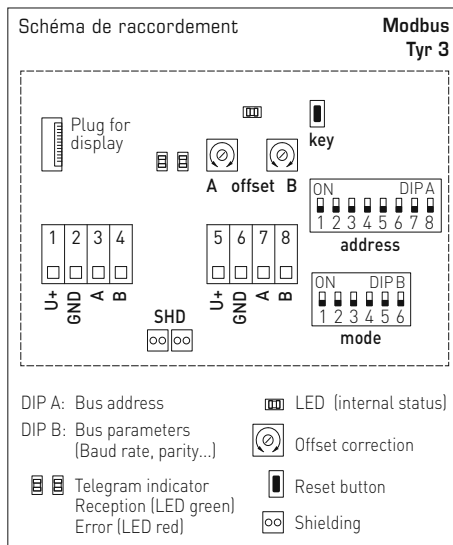 Schéma de raccordement
Modbus
Tyr 3
Plug for
display
key
A offset B
ON DIP A
1 2 3 4 5 6 7 8
address
1 2 3 4
U+ GND A B
5 6 7 8
U+ GND A B
SHD
ON DIP B
1 2 3 4 5 6
mode
DIP A: Bus address
DIP B: Bus parameters
(Baud rate, parity...)
Telegram indicator
Reception (LED green)
Error (LED red)
LED (internal status)
Offset correction
Reset button
Shielding